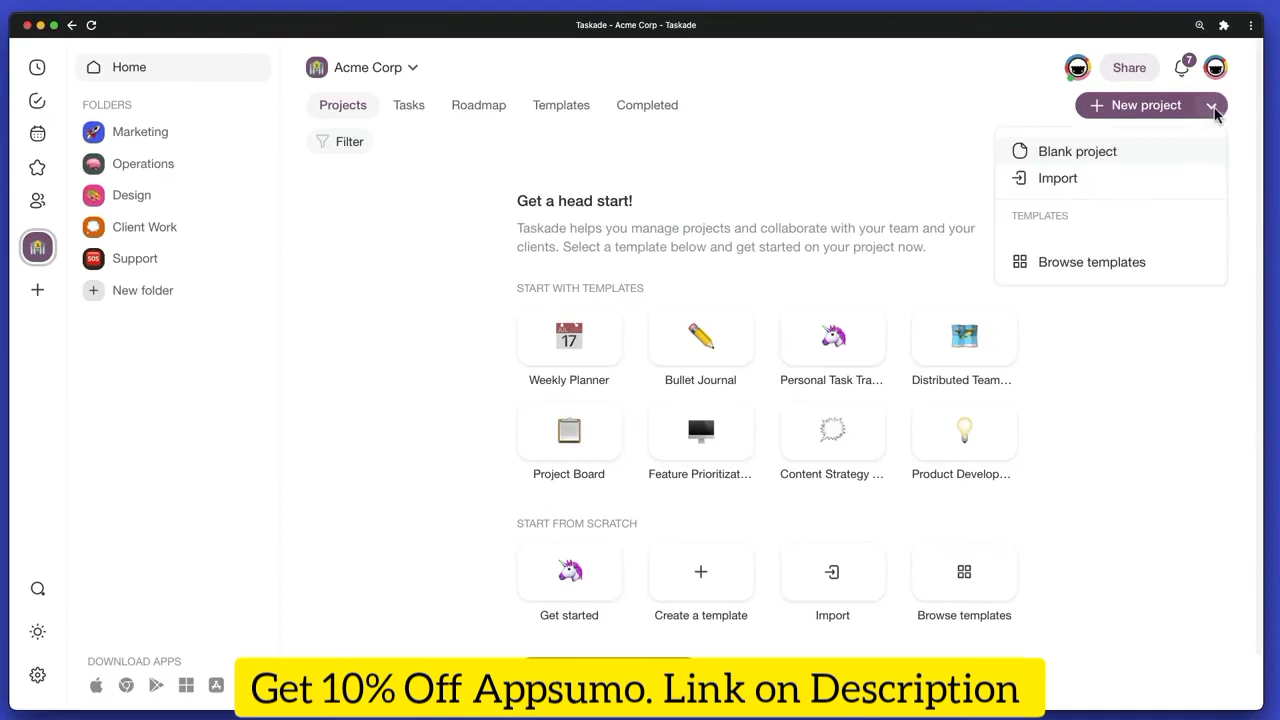 Taskade - Acme Corp - Taskade
Home
FOLDERS
Marketing
Operations
Design
Client Work
Support
SOS
New folder
DOWNLOAD APPS
Acme Corp
Share
7
Projects
Tasks
Roadmap
Templates
Completed
New project
Filter
Blank project
Import
TEMPLATES
Browse templates
Get a head start!
Taskade helps you manage projects and collaborate with your team and your
clients. Select a template below and get started on your project now.
START WITH TEMPLATES
JUL
17
Weekly Planner
Bullet Journal
Personal Task Tra...
Distributed Team...
Project Board
Feature Prioritizat...
Content Strategy ...
Product Develop...
START FROM SCRATCH
Get started
Create a template
Import
Browse templates
Get 10% Off Appsumo. Link on Description